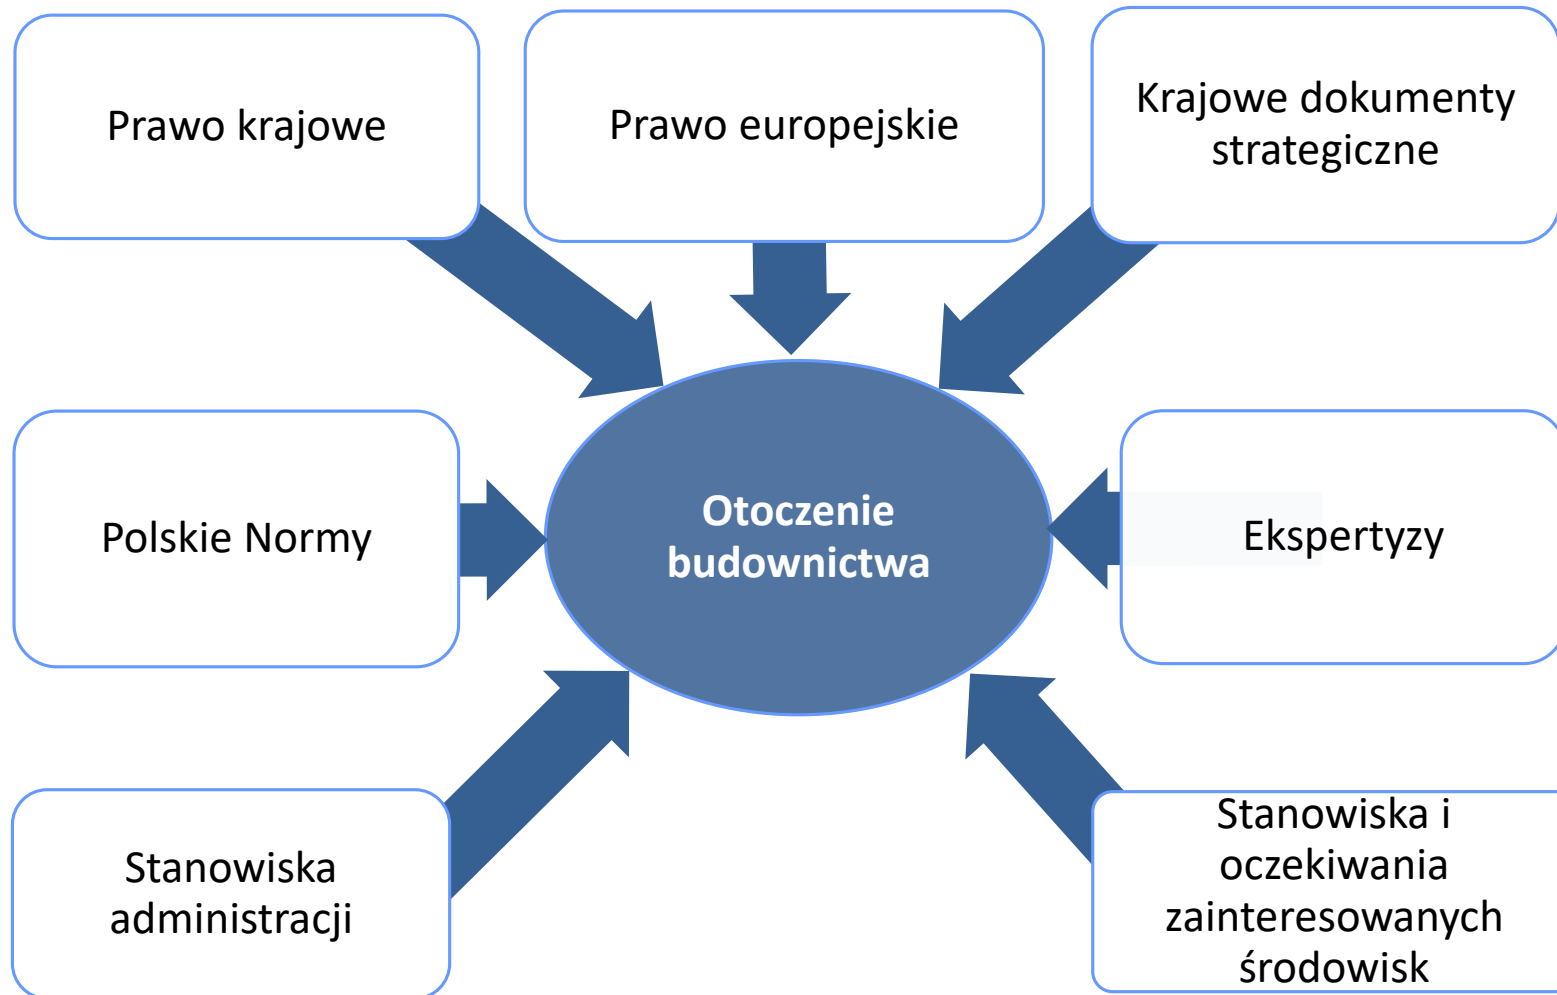 Prawo krajowe
Prawo europejskie
Krajowe dokumenty
strategiczne
Polskie Normy
Otoczenie
budownictwa
Ekspertyzy
Stanowiska
administracji
Stanowiska i
oczekiwania
zainteresowanych
środowisk